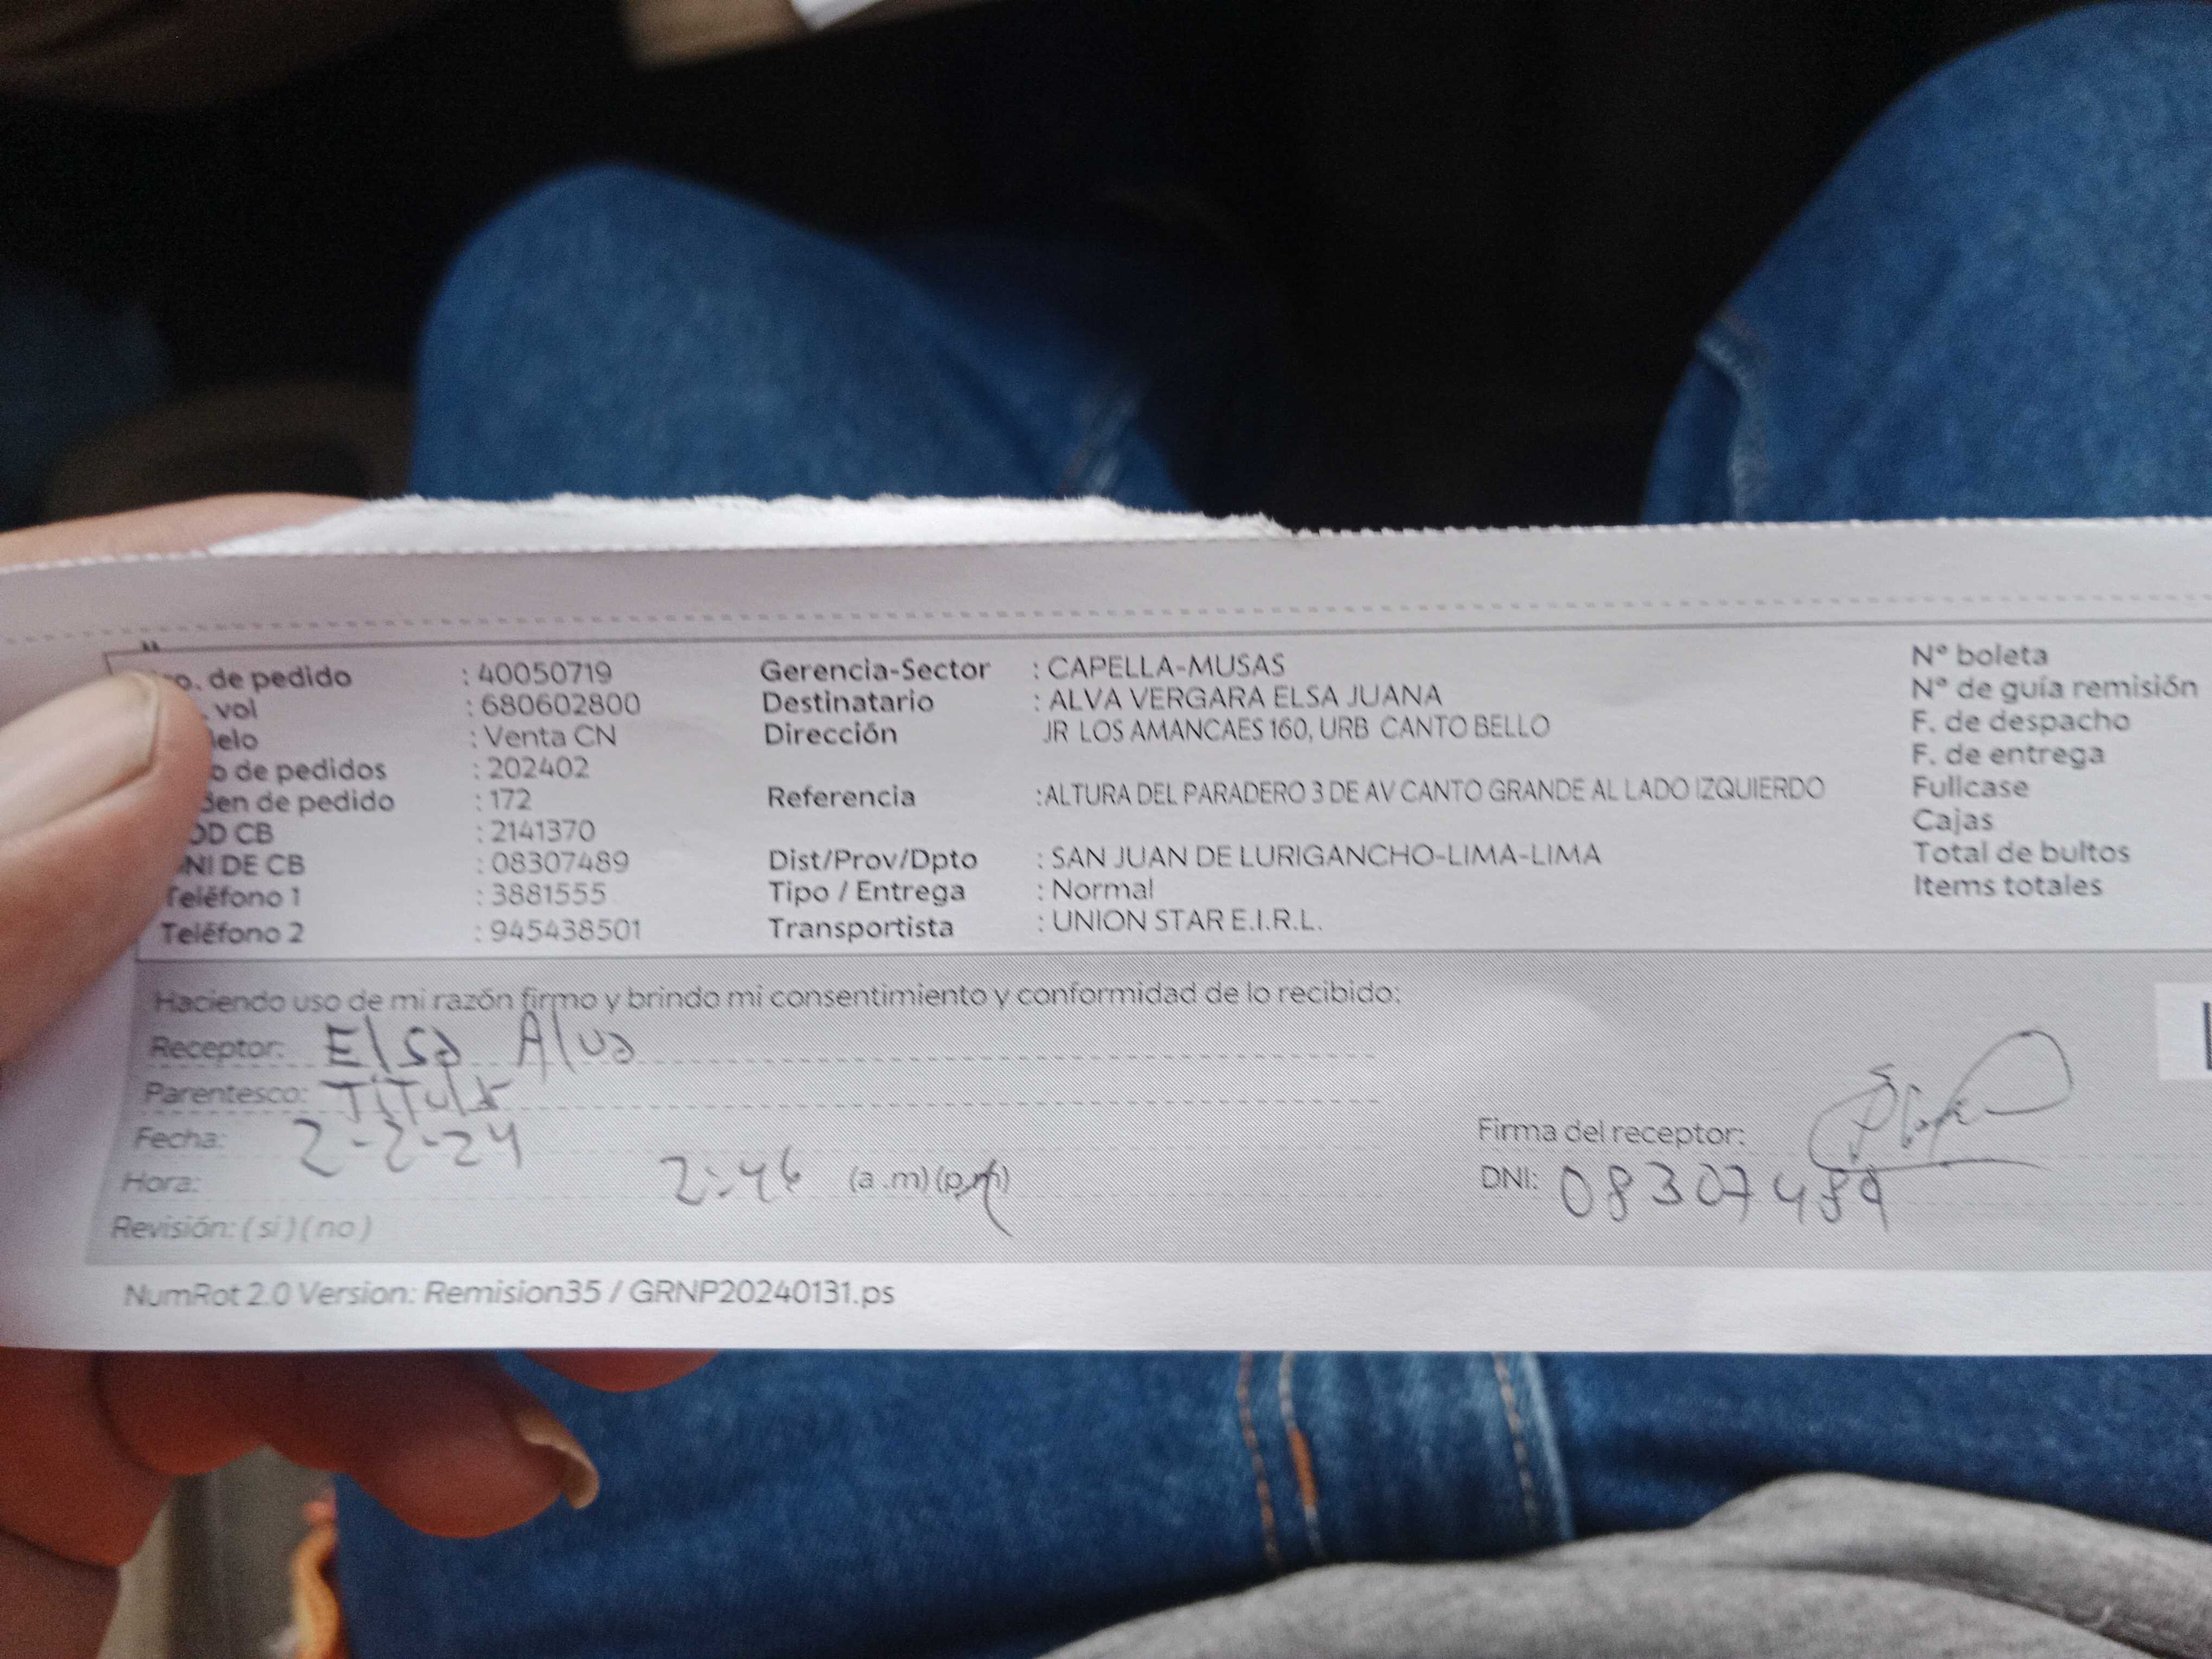 o. de pedido : 40050719 Gerencia-Sector : CAPELLA-MUSAS Nº boleta
. vol : 680602800 Destinatario : ALVA VERGARA ELSA JUANA Nº de guía remisión
elo : Venta CN Dirección JR LOS AMANCAES 160, URB CANTO BELLO F. de despacho
o de pedidos : 202402 F. de entrega
den de pedido : 172 Referencia :ALTURA DEL PARADERO 3 DE AV CANTO GRANDE AL LADO IZQUIERDO Fullcase
OD CB : 2141370 Cajas
NI DE CB : 08307489 Dist/Prov/Dpto : SAN JUAN DE LURIGANCHO-LIMA-LIMA Total de bultos
Teléfono 1 : 3881555 Tipo / Entrega : Normal Items totales
Teléfono 2 : 945438501 Transportista : UNION STAR E.I.R.L.
Haciendo uso de mi razón firmo y brindo mi consentimiento y conformidad de lo recibido:
Receptor: Elsa Alva
Parentesco: Titular
Fecha: 2-2-24 Firma del receptor:
Hora: 2:46 (a .m) (p.m) DNI: 08307489
Revisión: ( si ) ( no )
NumRot 2.0 Version: Remision35 / GRNP20240131.ps